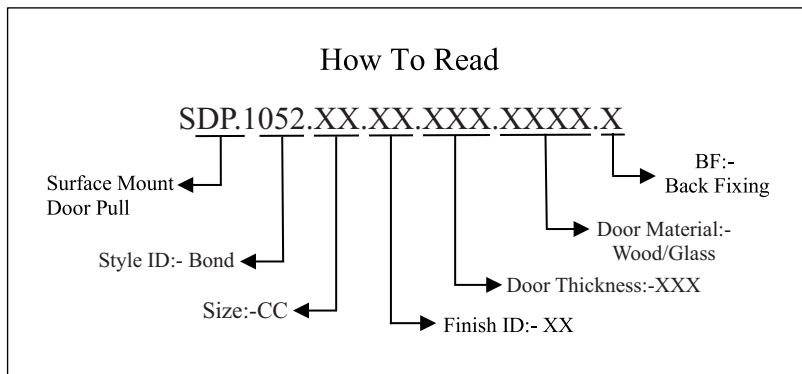 How To Read
SDP.1052.XX.XX.XXX.XXXX.X
Surface Mount
Door Pull
BF:-
Back Fixing
Style ID:- Bond
Door Material:-
Wood/Glass
Size:-CC
Door Thickness:-XXX
Finish ID:- XX